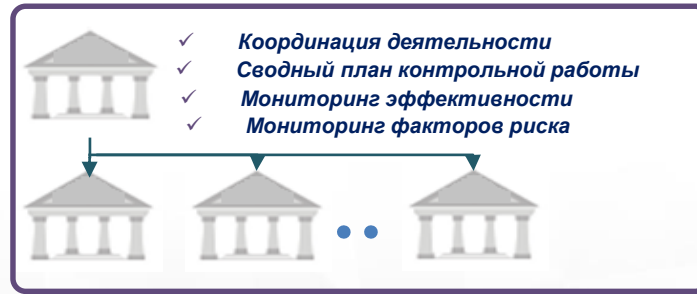 ✓ Координация деятельности
✓ Сводный план контрольной работы
✓ Мониторинг эффективности
✓ Мониторинг факторов риска